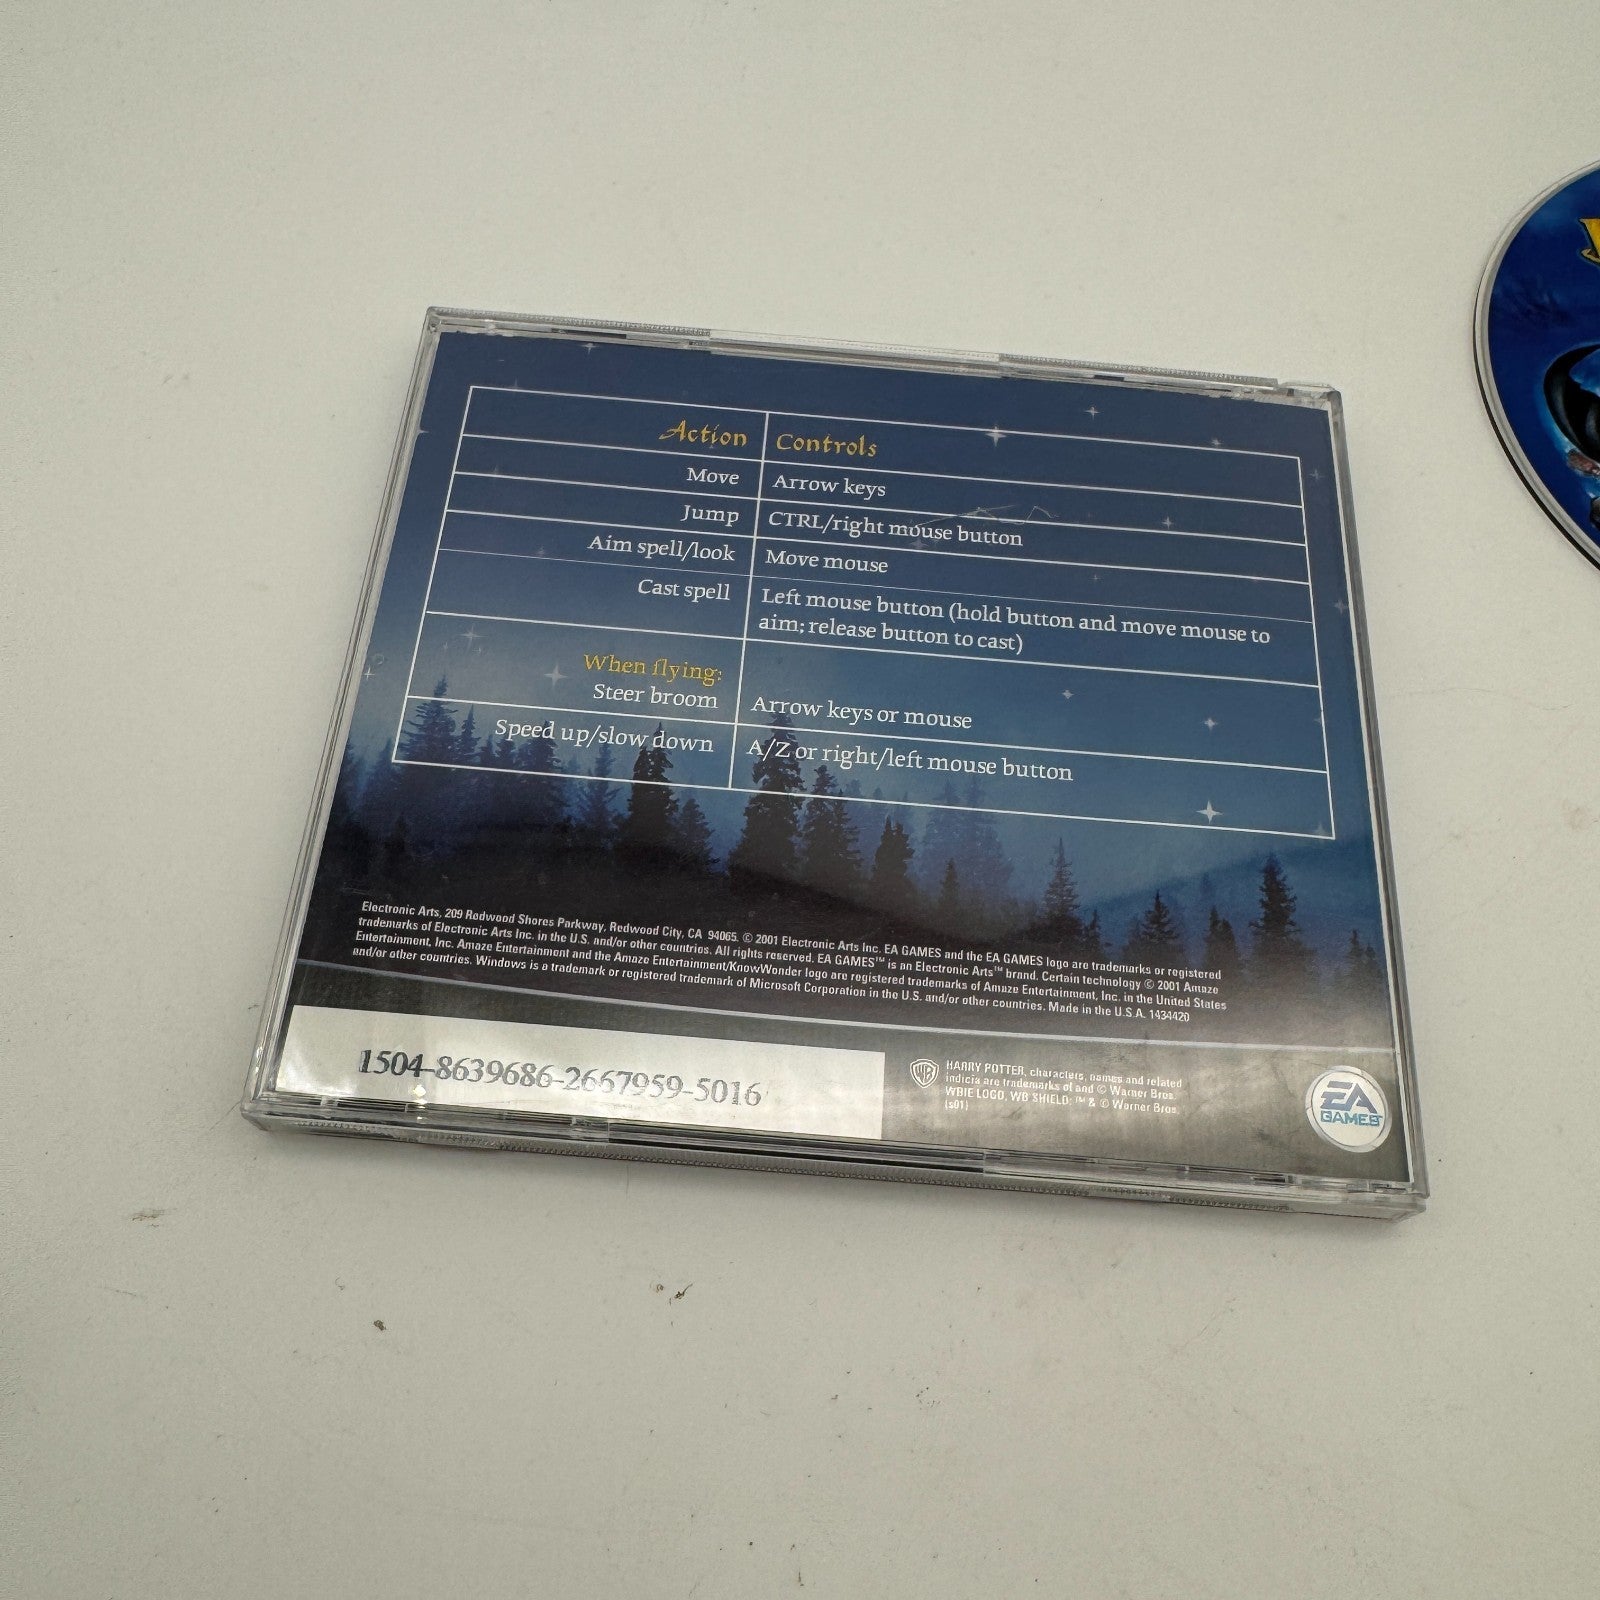 Action Controls
Move Arrow keys
Jump CTRL/right mouse button
Aim spell/look Move mouse
Cast spell Left mouse button (hold button and move mouse to
aim; release button to cast)
When flying:
Steer broom Arrow keys or mouse
Speed up/slow down A/Z or right/left mouse button
Electronic Arts, 209 Redwood Shores Parkway, Redwood City, CA 94065. © 2001 Electronic Arts Inc. EA GAMES and the EA GAMES logo are trademarks or registered
trademarks of Electronic Arts Inc. in the U.S. and/or other countries. All rights reserved. EA GAMES™ is an Electronic Arts™ brand. Certain technology © 2001 Amaze
Entertainment, Inc. Amaze Entertainment and the Amaze Entertainment/KnowWonder logo are registered trademarks of Amaze Entertainment, Inc. in the United States
and/or other countries. Windows is a trademark or registered trademark of Microsoft Corporation in the U.S. and/or other countries. Made in the U.S.A. 1434420
1504-8639686-2667959-5016
WB
HARRY POTTER, characters, names and related
indicia are trademarks of and © Warner Bros.
WBIE LOGO, WB SHIELD: ™ & © Warner Bros.
(s01)
EA
GAMES